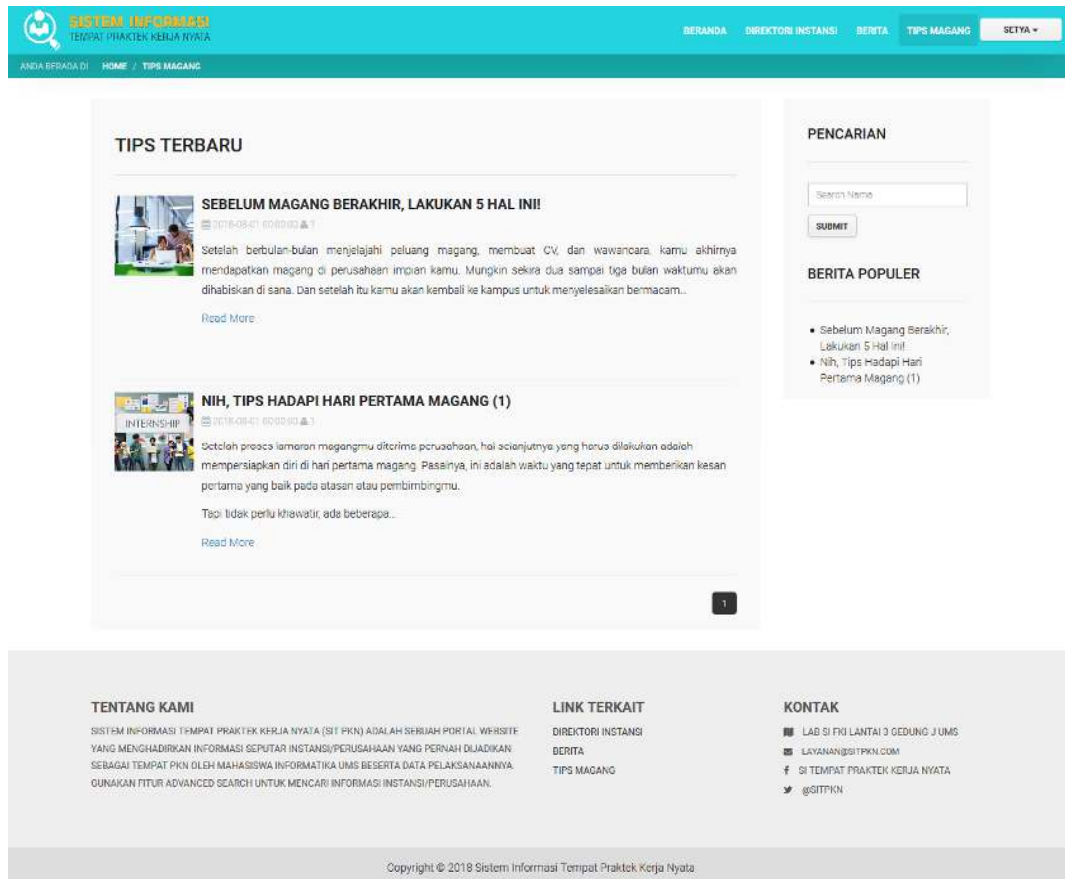 SISTEM INFORMASI
TEMPAT PRAKTEK KERJA NYATA
BERANDA DIREKTORI INSTANSI BERITA TIPS MAGANG SETYA
ANDA BERADA DI HOME / TIPS MAGANG
TIPS TERBARU
SEBELUM MAGANG BERAKHIR, LAKUKAN 5 HAL INI!
Setelah berbulan-bulan menjelajahi peluang magang, membuat CV, dan wawancara, kamu akhirnya
mendapatkan magang di perusahaan impian kamu. Mungkin sekira dua sampai tiga bulan waktumu akan
dihabiskan di sana. Dan setelah itu kamu akan kembali ke kampus untuk menyelesaikan bermacam...
Read More
INTERNSHIP
NIH, TIPS HADAPI HARI PERTAMA MAGANG (1)
Setelah proses lamaran magangmu diterima perusahaan, hal selanjutnya yang harus dilakukan adalah
mempersiapkan diri di hari pertama magang. Pasalnya, ini adalah waktu yang tepat untuk memberikan kesan
pertama yang baik pada atasan atau pembimbingmu.
Tapi tidak perlu khawatir, ada beberapa...
Read More
1
PENCARIAN
Search Name
SUBMIT
BERITA POPULER
Sebelum Magang Berakhir,
Lakukan 5 Hal Ini!
Nih, Tips Hadapi Hari
Pertama Magang (1)
TENTANG KAMI
SISTEM INFORMASI TEMPAT PRAKTEK KERJA NYATA (SIT PKN) ADALAH SEBUAH PORTAL WEBSITE
YANG MENGHADIRKAN INFORMASI SEPUTAR INSTANSI/PERUSAHAAN YANG PERNAH DIJADIKAN
SEBAGAI TEMPAT PKN OLEH MAHASISWA INFORMATIKA UMS BESERTA DATA PELAKSANAANNYA.
GUNAKAN FITUR ADVANCED SEARCH UNTUK MENCARI INFORMASI INSTANSI/PERUSAHAAN.
LINK TERKAIT
DIREKTORI INSTANSI
BERITA
TIPS MAGANG
KONTAK
LAB SI FKI LANTAI 3 GEDUNG J UMS
LAYANAN@SITPKN.COM
SI TEMPAT PRAKTEK KERJA NYATA
@SITPKN
Copyright © 2018 Sistem Informasi Tempat Praktek Kerja Nyata